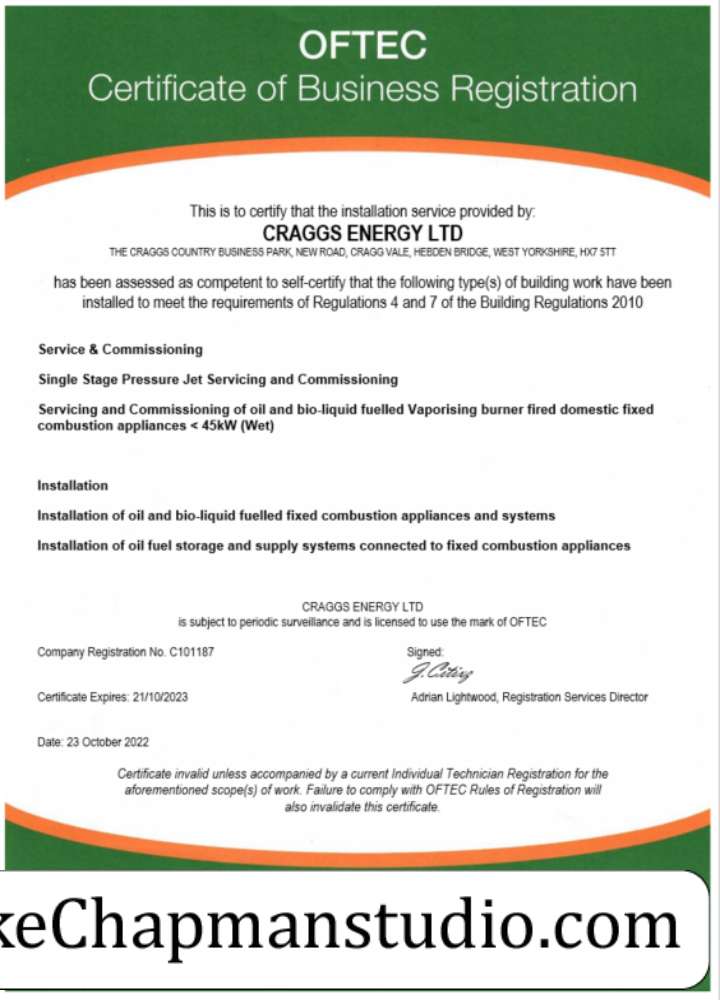 OFTEC
Certificate of Business Registration
This is to certify that the installation service provided by:
CRAGGS ENERGY LTD
THE CRAGGS COUNTRY BUSINESS PARK, NEW ROAD, CRAGG VALE, HEBDEN BRIDGE, WEST YORKSHIRE, HX7 5TT
has been assessed as competent to self-certify that the following type(s) of building work have been
installed to meet the requirements of Regulations 4 and 7 of the Building Regulations 2010
Service & Commissioning
Single Stage Pressure Jet Servicing and Commissioning
Servicing and Commissioning of oil and bio-liquid fuelled Vaporising burner fired domestic fixed
combustion appliances < 45kW (Wet)
Installation
Installation of oil and bio-liquid fuelled fixed combustion appliances and systems
Installation of oil fuel storage and supply systems connected to fixed combustion appliances
CRAGGS ENERGY LTD
is subject to periodic surveillance and is licensed to use the mark of OFTEC
Company Registration No. C101187
Signed:
Certificate Expires: 21/10/2023
Adrian Lightwood, Registration Services Director
Date: 23 October 2022
Certificate invalid unless accompanied by a current Individual Technician Registration for the
aforementioned scope(s) of work. Failure to comply with OFTEC Rules of Registration will
also invalidate this certificate.
keChapmanstudio.com